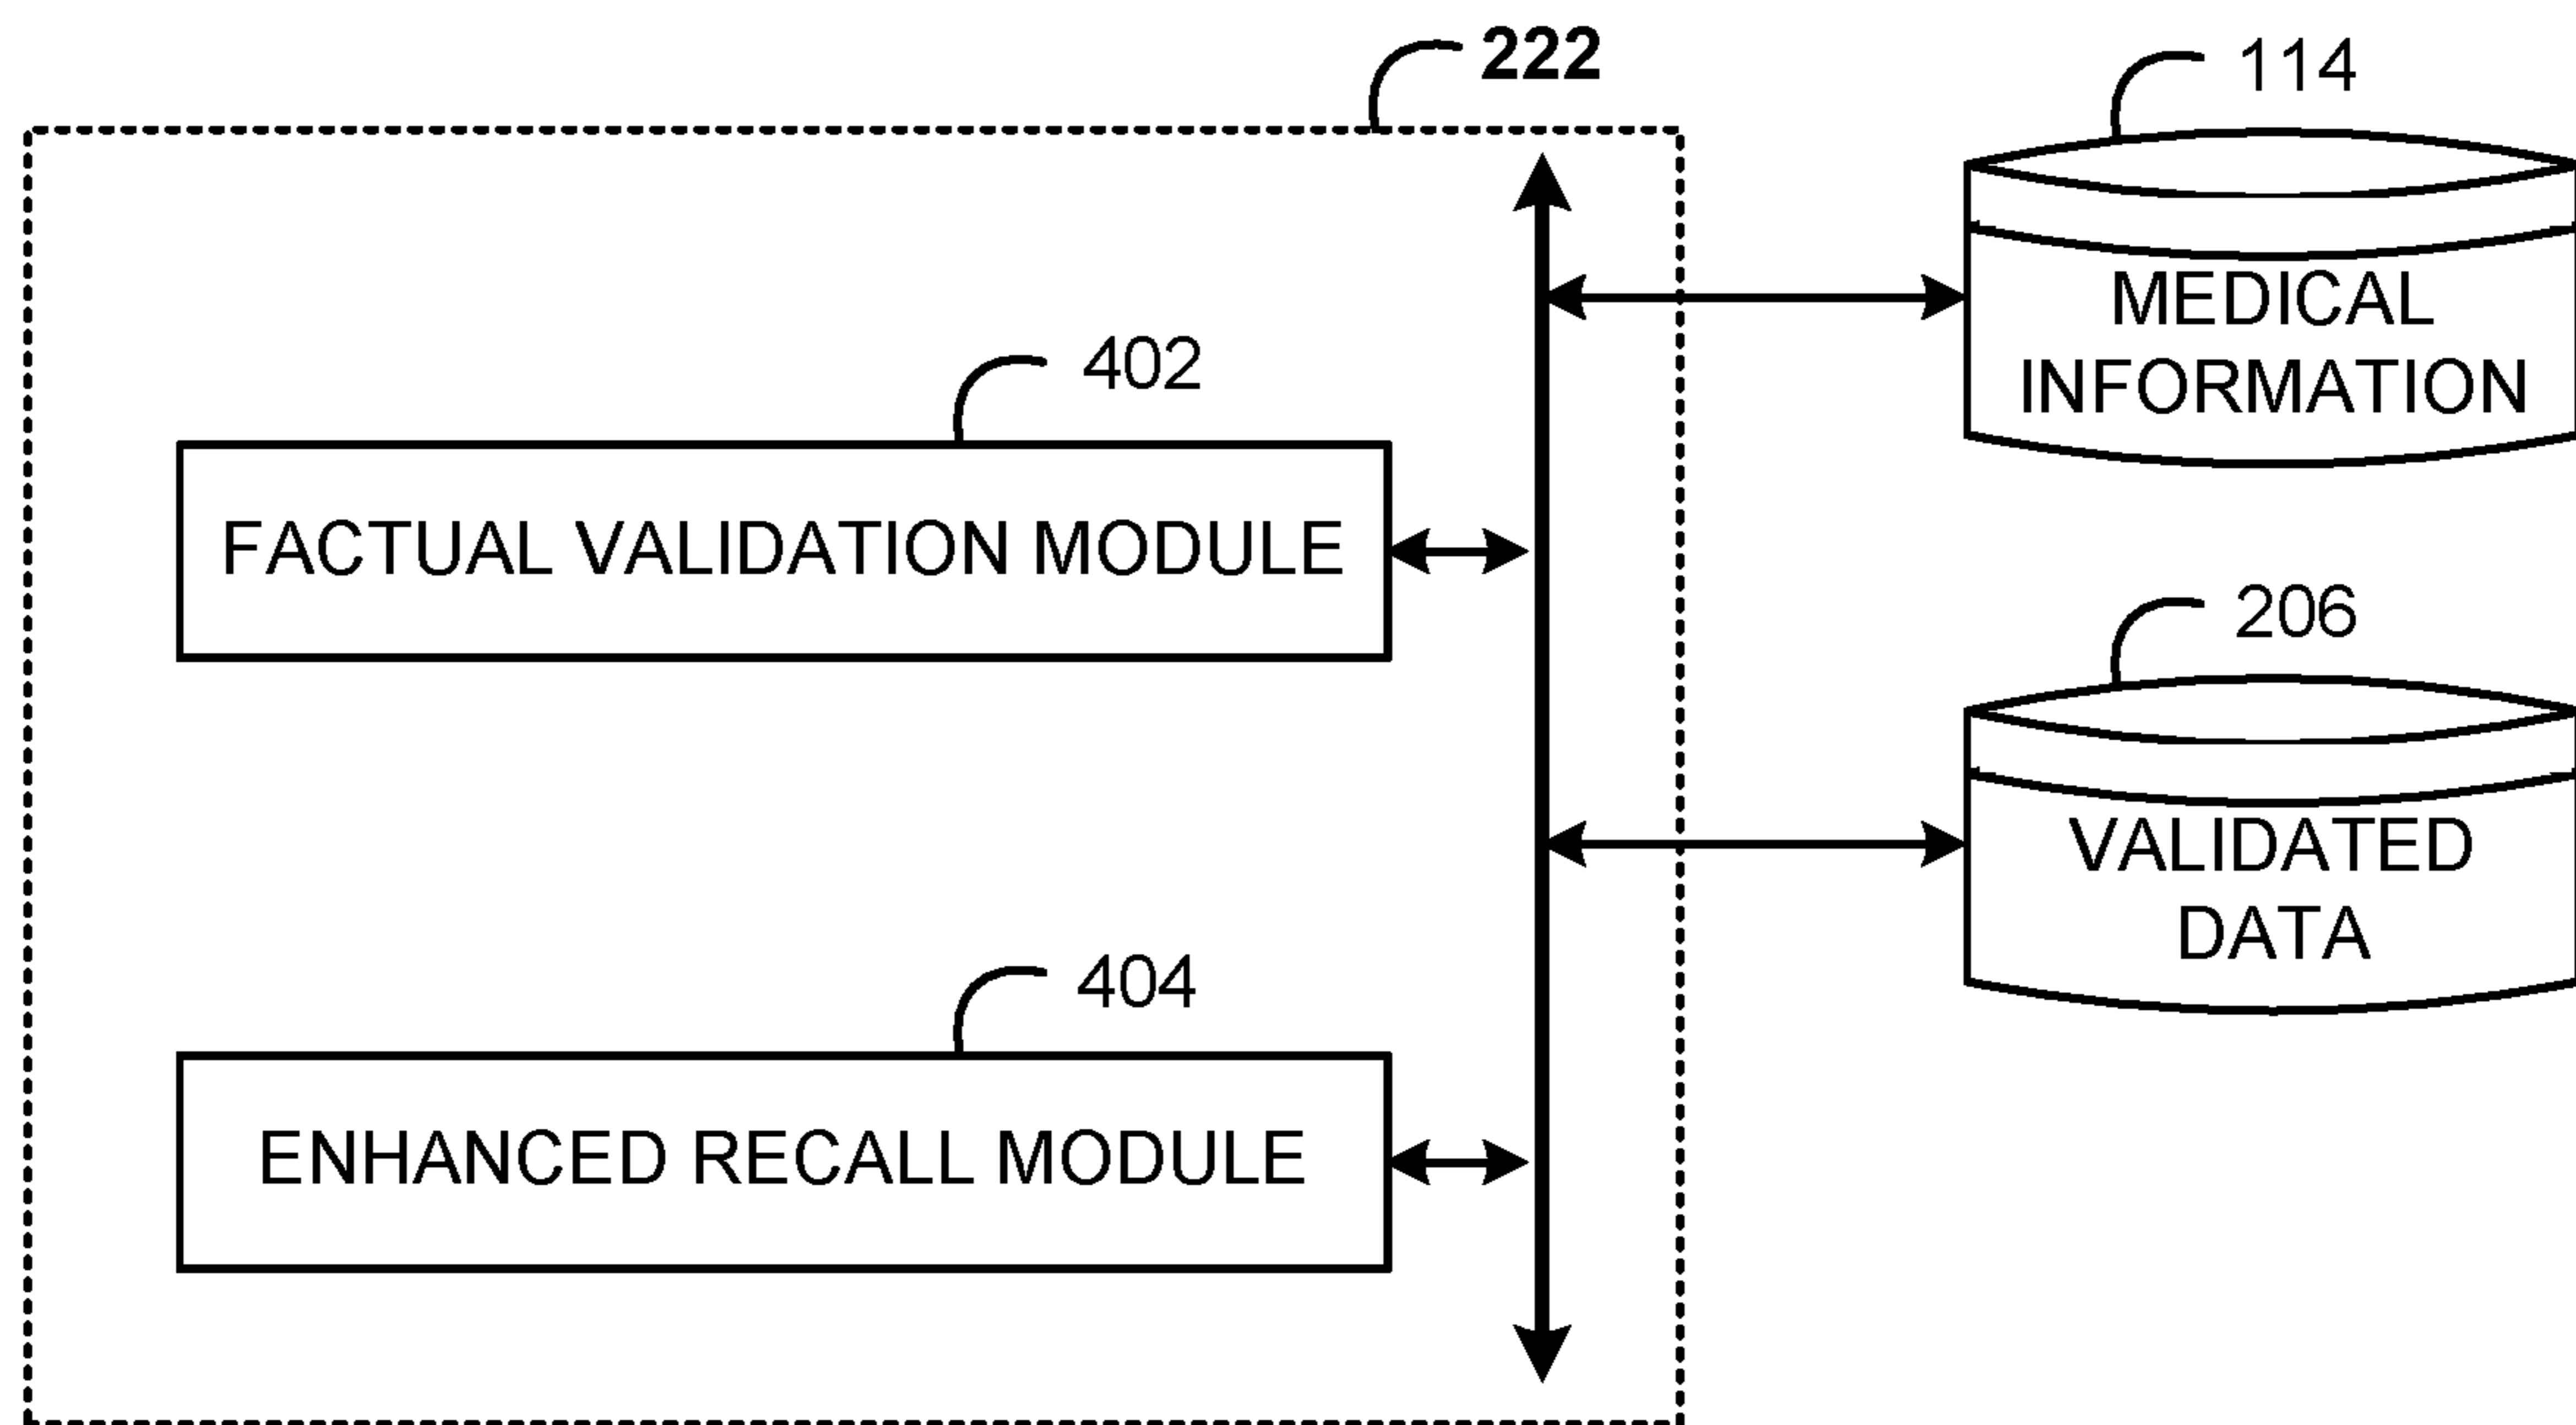 222
114
MEDICAL
INFORMATION
402
FACTUAL VALIDATION MODULE
206
VALIDATED
DATA
404
ENHANCED RECALL MODULE